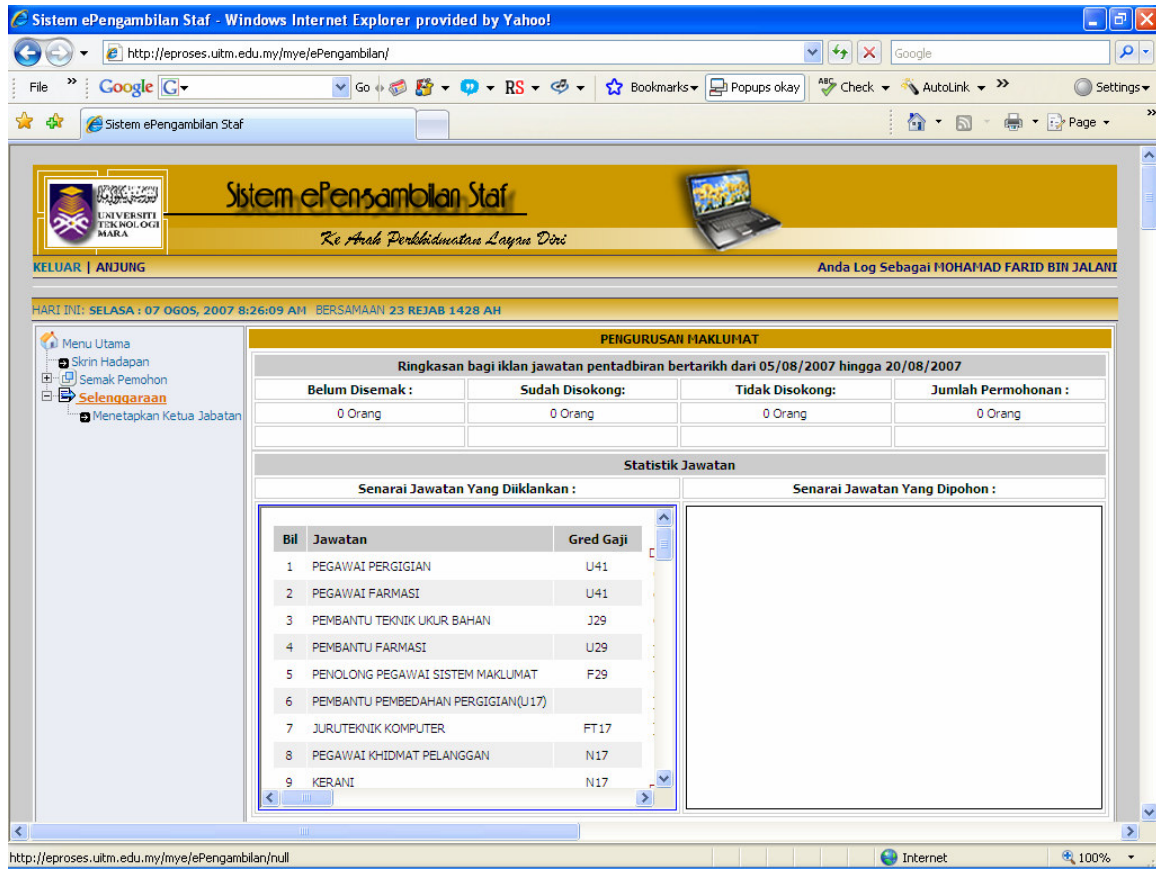 Sistem ePengambilan Staf - Windows Internet Explorer provided by Yahoo!
http://eproses.uitm.edu.my/mye/ePengambilan/
Google
File » Google G Go RS Bookmarks Popups okay ABC Check AutoLink » Settings
Sistem ePengambilan Staf Page »
UNIVERSITI
TEKNOLOGI
MARA
Sistem ePengambilan Staf
Ke Arah Perkhidmatan Layan Diri
KELUAR | ANJUNG Anda Log Sebagai MOHAMAD FARID BIN JALANI
HARI INI: SELASA : 07 OGOS, 2007 8:26:09 AM BERSAMAAN 23 REJAB 1428 AH
Menu Utama
Skrin Hadapan
Semak Pemohon
Selenggaraan
Menetapkan Ketua Jabatan
PENGURUSAN MAKLUMAT
Ringkasan bagi iklan jawatan pentadbiran bertarikh dari 05/08/2007 hingga 20/08/2007
Belum Disemak : Sudah Disokong: Tidak Disokong: Jumlah Permohonan :
0 Orang 0 Orang 0 Orang 0 Orang
Statistik Jawatan
Senarai Jawatan Yang Diiklankan : Senarai Jawatan Yang Dipohon :
Bil Jawatan Gred Gaji
1 PEGAWAI PERGIGIAN U41
2 PEGAWAI FARMASI U41
3 PEMBANTU TEKNIK UKUR BAHAN J29
4 PEMBANTU FARMASI U29
5 PENOLONG PEGAWAI SISTEM MAKLUMAT F29
6 PEMBANTU PEMBEDAHAN PERGIGIAN(U17)
7 JURUTEKNIK KOMPUTER FT17
8 PEGAWAI KHIDMAT PELANGGAN N17
9 KERANI N17
http://eproses.uitm.edu.my/mye/ePengambilan/null Internet 100%